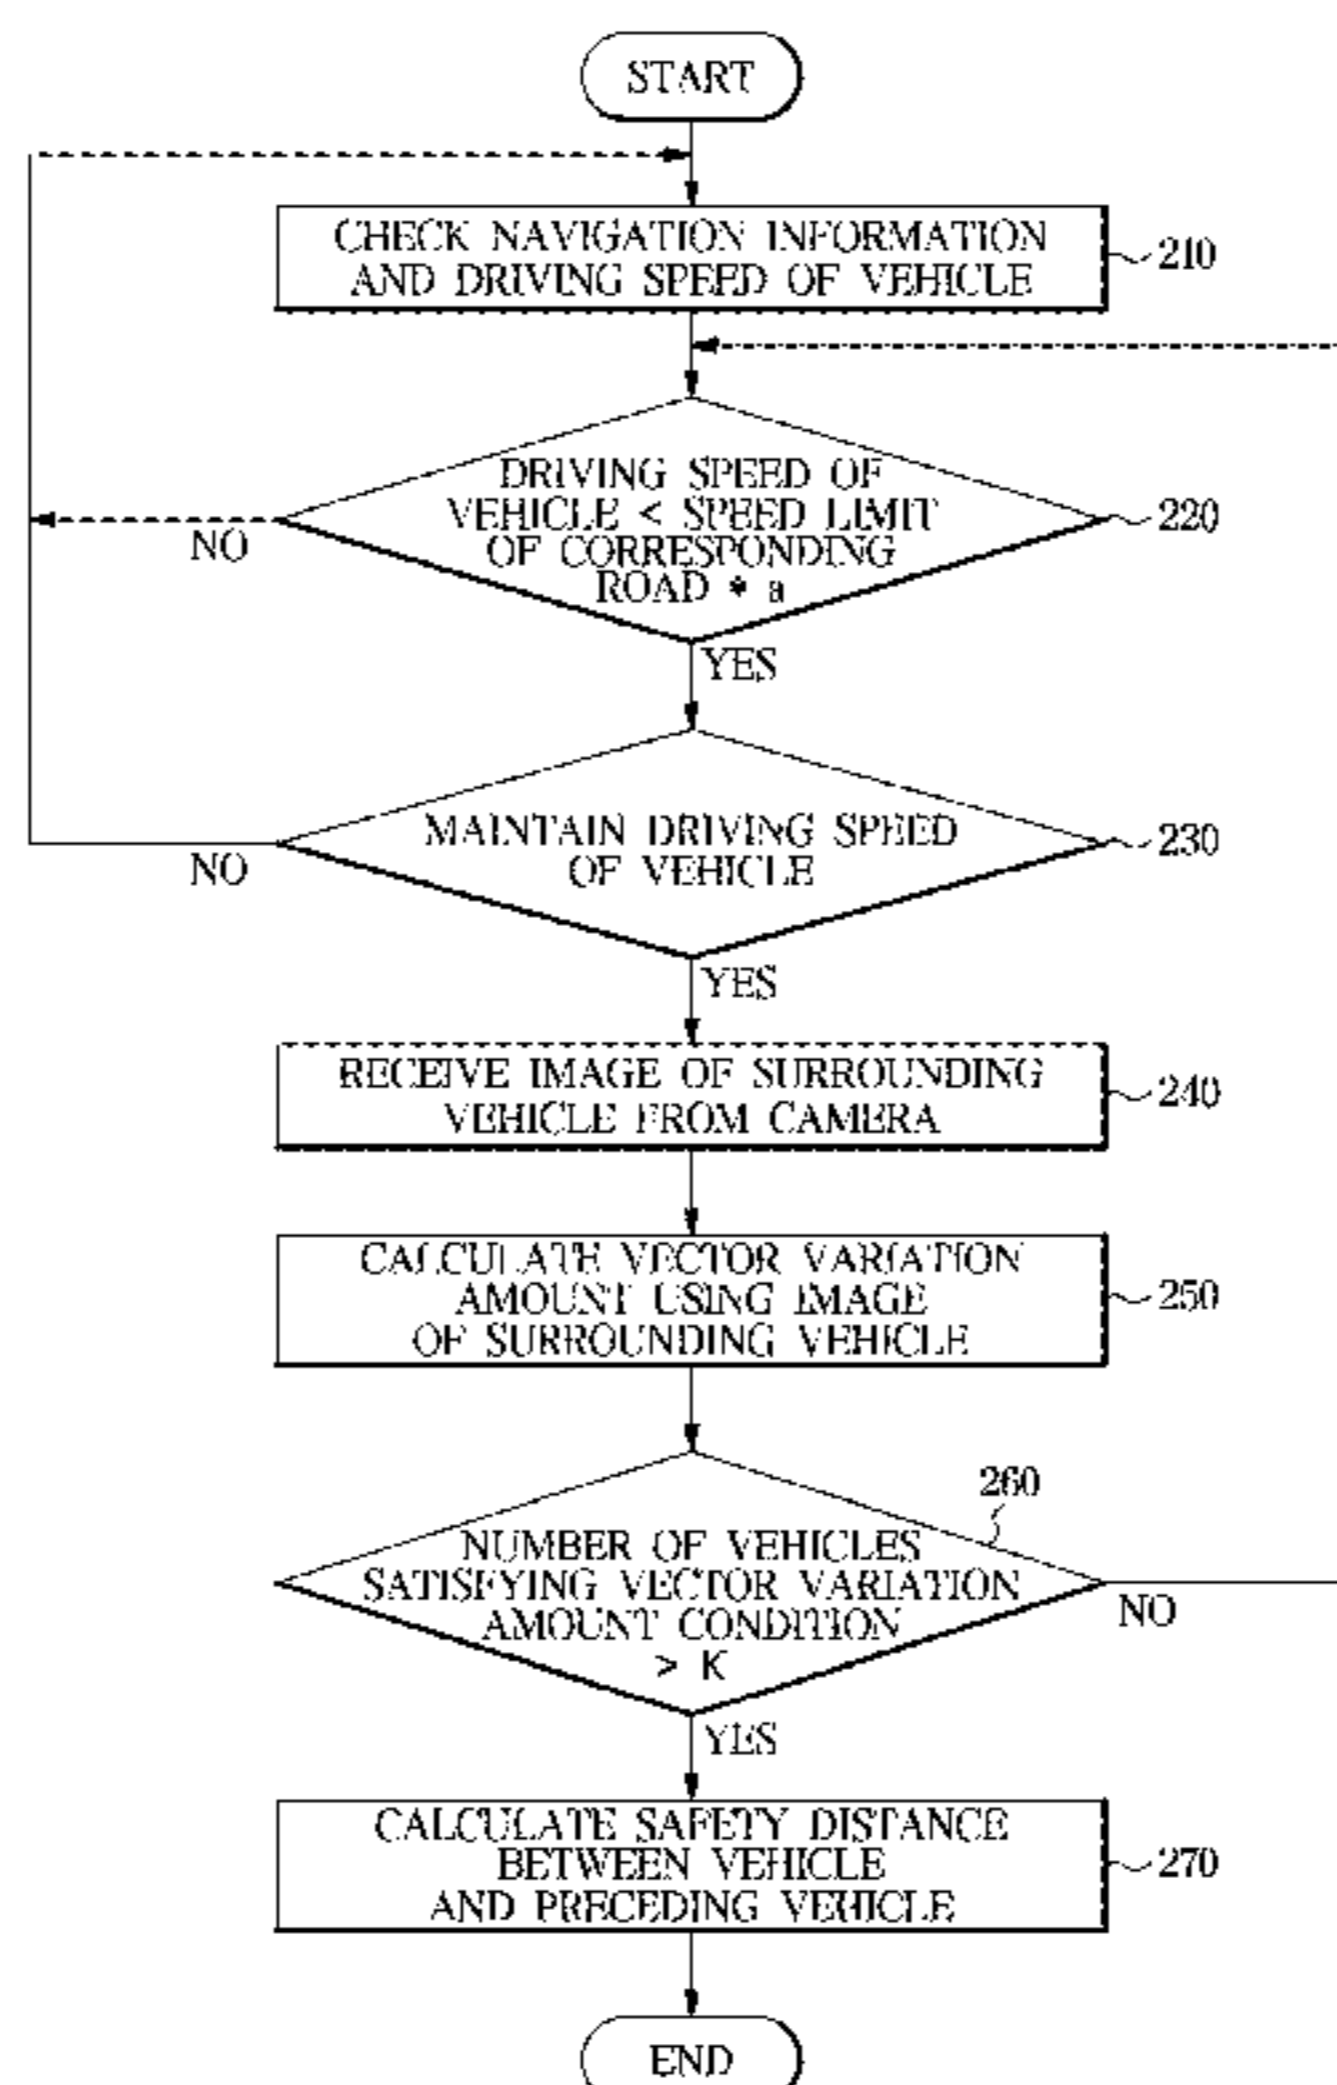 START
CHECK NAVIGATION INFORMATION
AND DRIVING SPEED OF VEHICLE
210
DRIVING SPEED OF
VEHICLE < SPEED LIMIT
OF CORRESPONDING
ROAD * a
220
NO
YES
MAINTAIN DRIVING SPEED
OF VEHICLE
230
NO
YES
RECEIVE IMAGE OF SURROUNDING
VEHICLE FROM CAMERA
240
CALCULATE VECTOR VARIATION
AMOUNT USING IMAGE
OF SURROUNDING VEHICLE
250
260
NUMBER OF VEHICLES
SATISFYING VECTOR VARIATION
AMOUNT CONDITION
> K
NO
YES
CALCULATE SAFETY DISTANCE
BETWEEN VEHICLE
AND PRECEDING VEHICLE
270
END